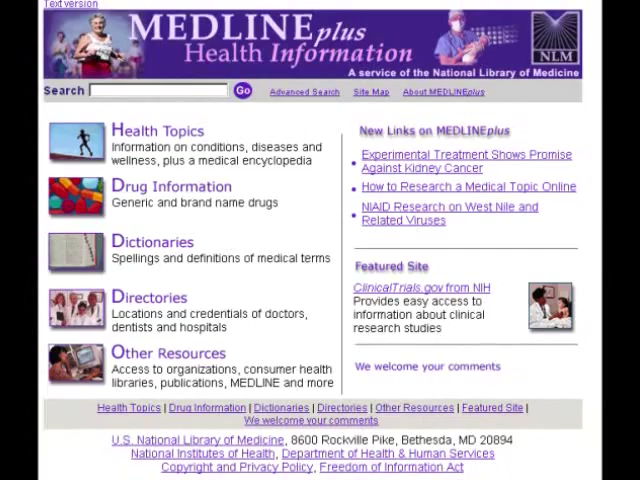 Text version
MEDLINEplus
Health Information
NLM
A service of the National Library of Medicine
Search
Go
Advanced Search
Site Map
About MEDLINEplus
Health Topics
Information on conditions, diseases and
wellness, plus a medical encyclopedia
Drug Information
Generic and brand name drugs
Dictionaries
Spellings and definitions of medical terms
Directories
Locations and credentials of doctors,
dentists and hospitals
Other Resources
Access to organizations, consumer health
libraries, publications, MEDLINE and more
New Links on MEDLINEplus
Experimental Treatment Shows Promise
Against Kidney Cancer
How to Research a Medical Topic Online
NIAID Research on West Nile and
Related Viruses
Featured Site
ClinicalTrials.gov from NIH
Provides easy access to
information about clinical
research studies
We welcome your comments
Health Topics | Drug Information | Dictionaries | Directories | Other Resources | Featured Site |
We welcome your comments
U.S. National Library of Medicine, 8600 Rockville Pike, Bethesda, MD 20894
National Institutes of Health, Department of Health & Human Services
Copyright and Privacy Policy, Freedom of Information Act